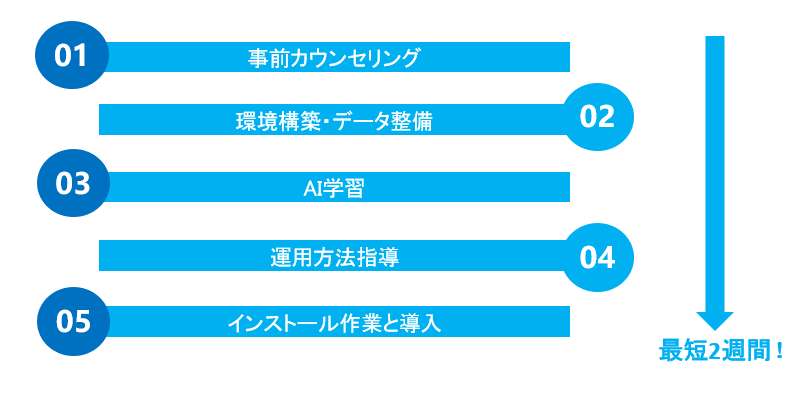 01 事前カウンセリング
環境構築・データ整備 02
03 AI学習
運用方法指導 04
05 インストール作業と導入
最短2週間！